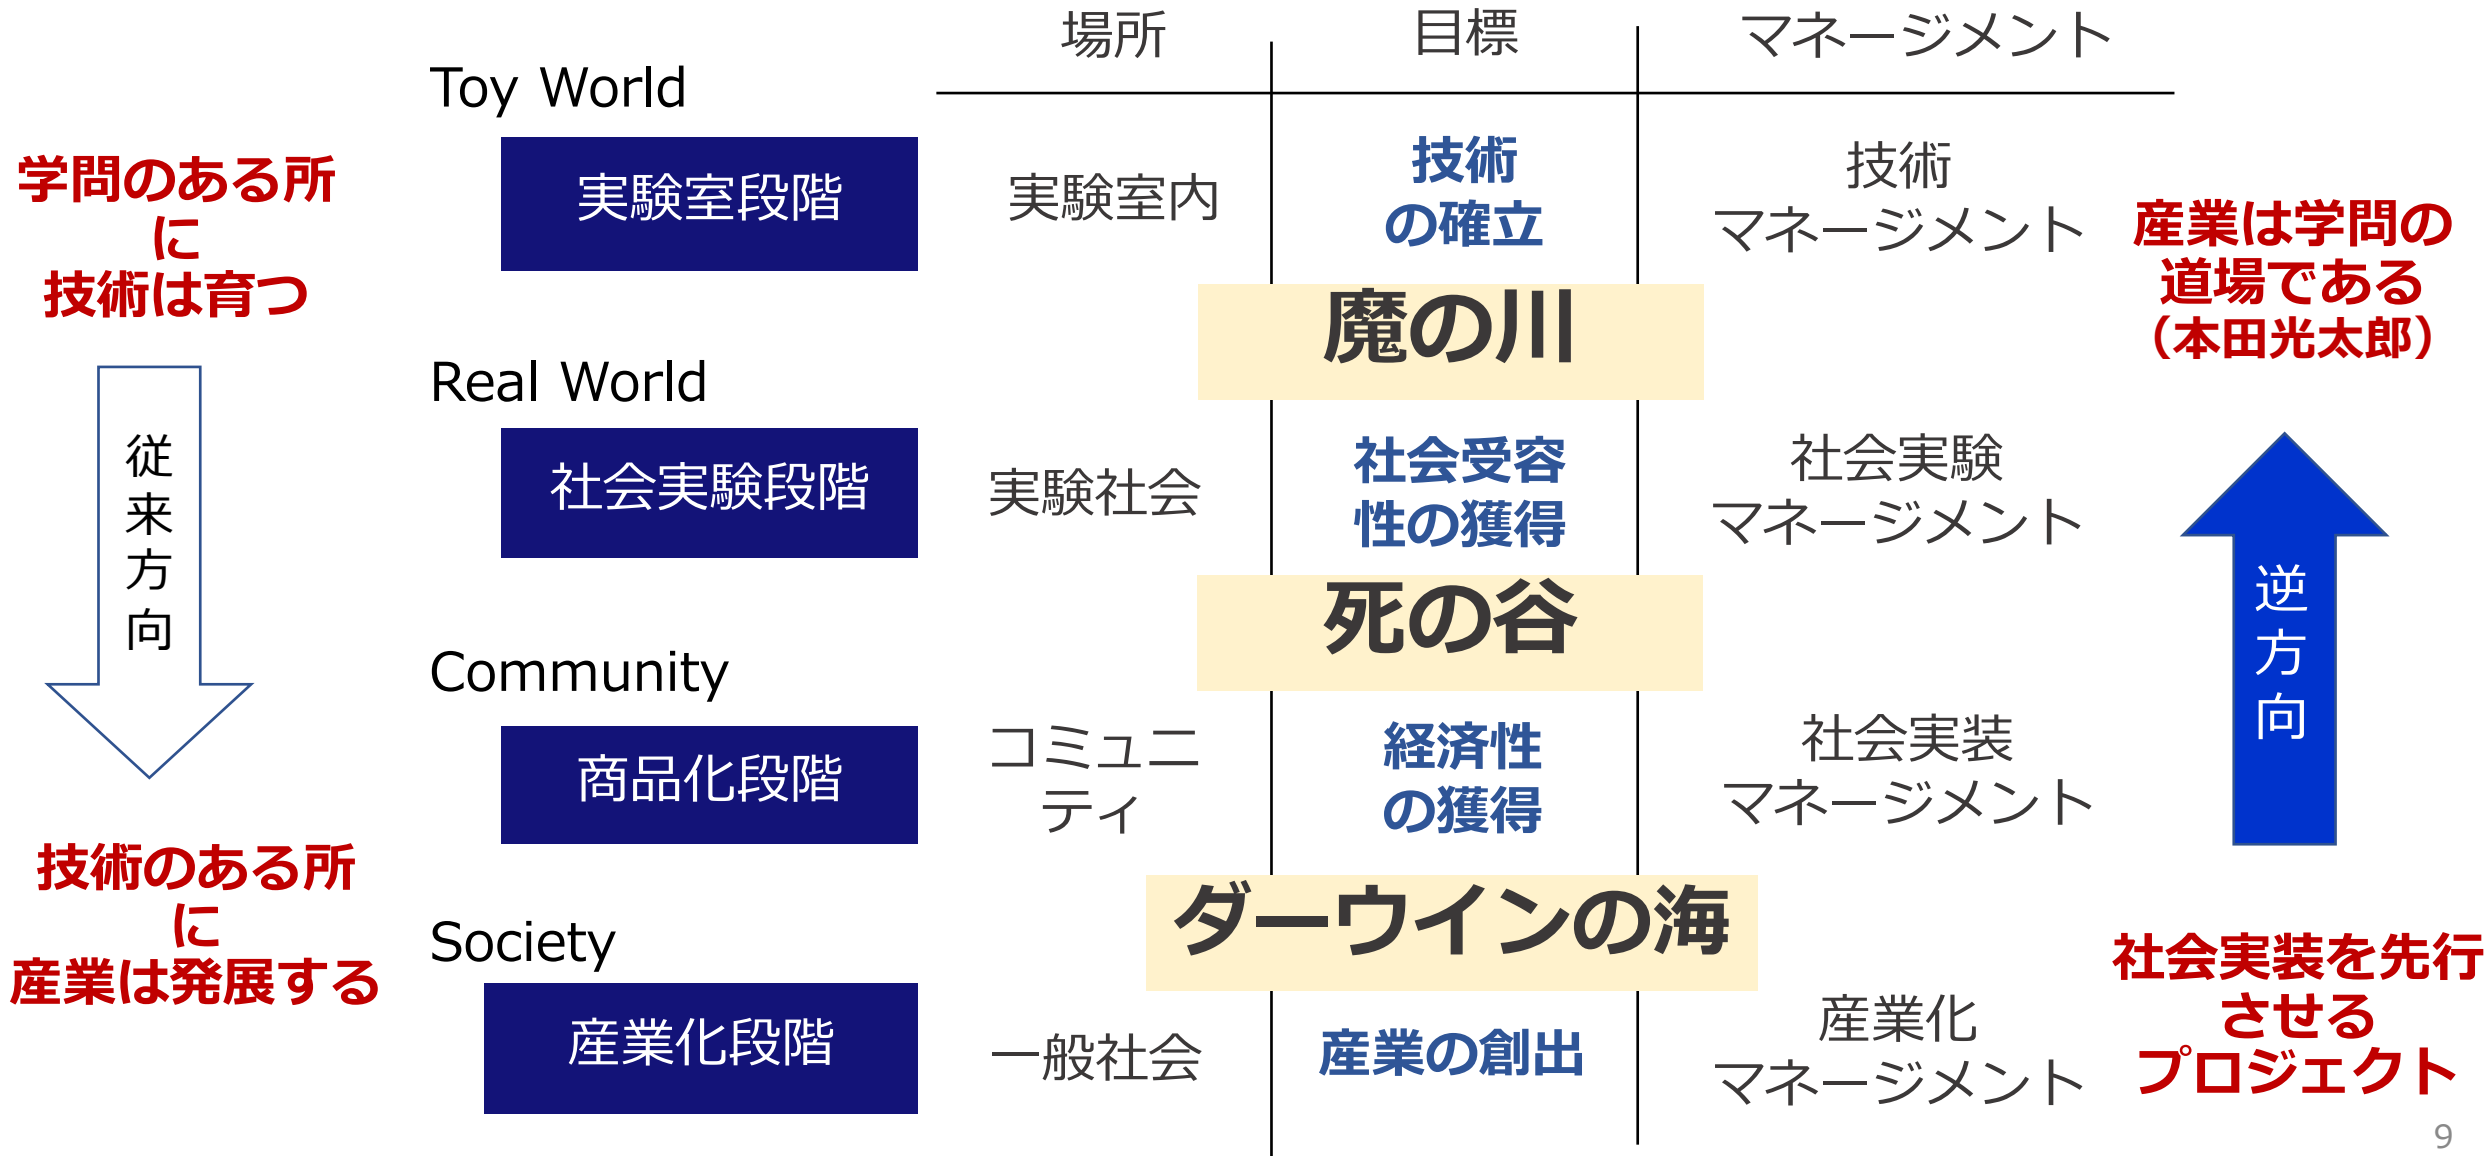 場所
目標
マネージメント
Toy World
実験室段階
実験室内
技術
の確立
技術
マネージメント
学問のある所
に
技術は育つ
産業は学問の
道場である
（本田光太郎）
魔の川
Real World
社会実験段階
実験社会
社会受容
性の獲得
社会実験
マネージメント
従
来
方
向
逆
方
向
死の谷
Community
商品化段階
コミュニ
ティ
経済性
の獲得
社会実装
マネージメント
技術のある所
に
産業は発展する
ダーウインの海
Society
産業化段階
一般社会
産業の創出
産業化
マネージメント
社会実装を先行
させる
プロジェクト
9